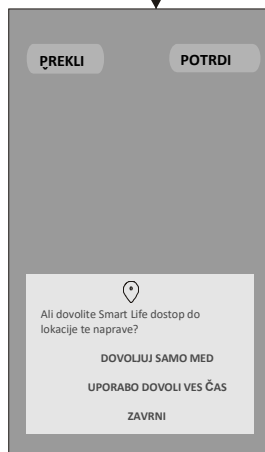 PREKLI
POTRDI
Ali dovolite Smart Life dostop do
lokacije te naprave?
DOVOLJUJ SAMO MED
UPORABO DOVOLI VES ČAS
ZAVRNI